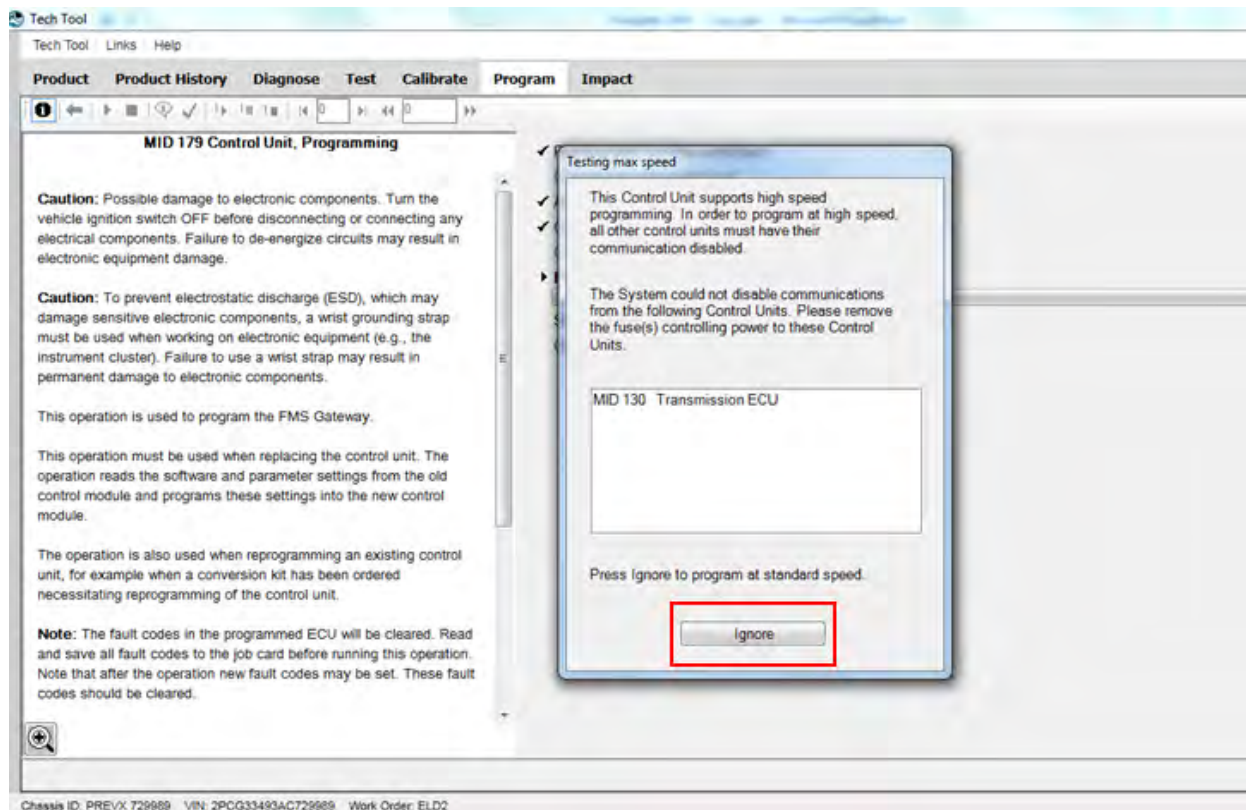 Tech Tool
Tech Tool Links Help
Product Product History Diagnose Test Calibrate Program Impact
0 0
MID 179 Control Unit, Programming
Caution: Possible damage to electronic components. Turn the
vehicle ignition switch OFF before disconnecting or connecting any
electrical components. Failure to de-energize circuits may result in
electronic equipment damage.
Caution: To prevent electrostatic discharge (ESD), which may
damage sensitive electronic components, a wrist grounding strap
must be used when working on electronic equipment (e.g., the
instrument cluster). Failure to use a wrist strap may result in
permanent damage to electronic components.
This operation is used to program the FMS Gateway.
This operation must be used when replacing the control unit. The
operation reads the software and parameter settings from the old
control module and programs these settings into the new control
module.
The operation is also used when reprogramming an existing control
unit, for example when a conversion kit has been ordered
necessitating reprogramming of the control unit.
Note: The fault codes in the programmed ECU will be cleared. Read
and save all fault codes to the job card before running this operation.
Note that after the operation new fault codes may be set. These fault
codes should be cleared.
Testing max speed
This Control Unit supports high speed
programming. In order to program at high speed,
all other control units must have their
communication disabled.
The System could not disable communications
from the following Control Units. Please remove
the fuse(s) controlling power to these Control
Units.
MID 130 Transmission ECU
Press Ignore to program at standard speed.
Ignore
Chassis ID: PREVX 729989 VIN: 2PCG33493AC729989 Work Order: ELD2